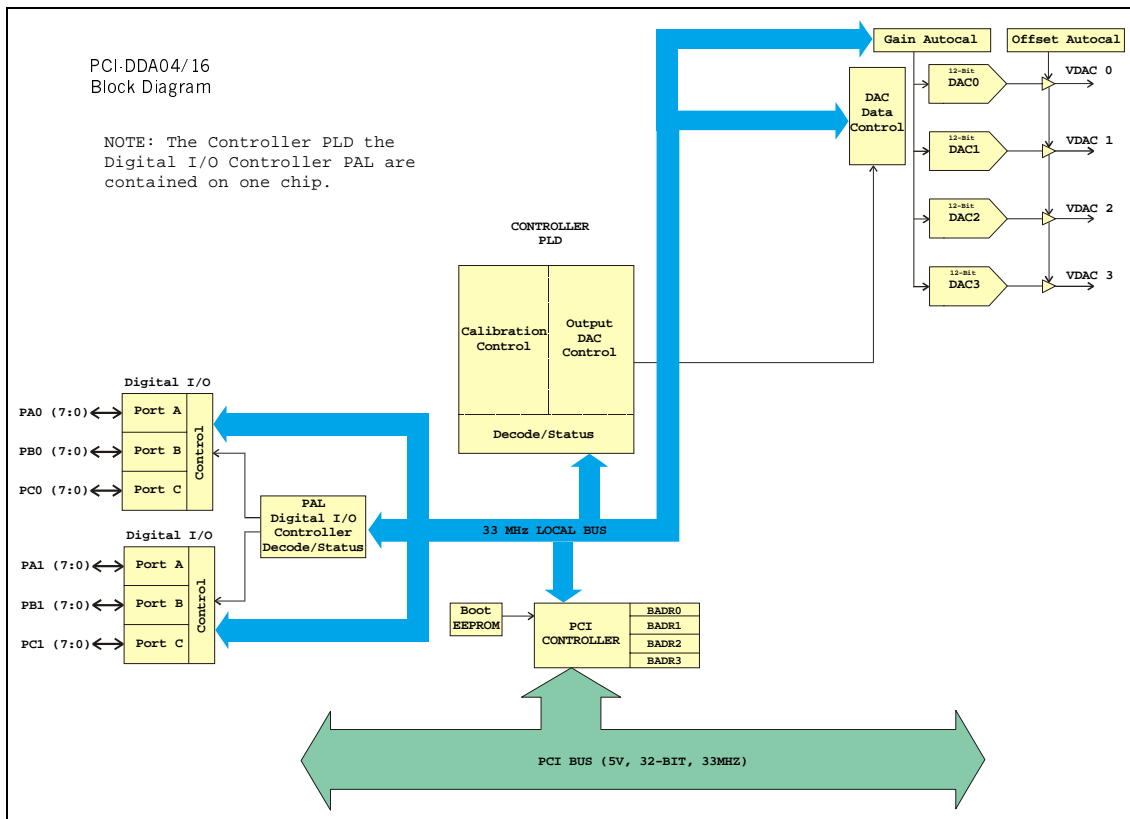 PCI-DDA04/16
Block Diagram
NOTE: The Controller PLD the
Digital I/O Controller PAL are
contained on one chip.
Gain Autocal
Offset Autocal
DAC
Data
Control
12-Bit
DAC0
VDAC 0
12-Bit
DAC1
VDAC 1
12-Bit
DAC2
VDAC 2
12-Bit
DAC3
VDAC 3
CONTROLLER
PLD
Calibration
Control
Output
DAC
Control
Decode/Status
Digital I/O
PA0 (7:0)
Port A
PB0 (7:0)
Port B
PC0 (7:0)
Port C
Control
PAL
Digital I/O
Controller
Decode/Status
33 MHz LOCAL BUS
Digital I/O
PA1 (7:0)
Port A
PB1 (7:0)
Port B
PC1 (7:0)
Port C
Control
Boot
EEPROM
PCI
CONTROLLER
BADR0
BADR1
BADR2
BADR3
PCI BUS (5V, 32-BIT, 33MHZ)